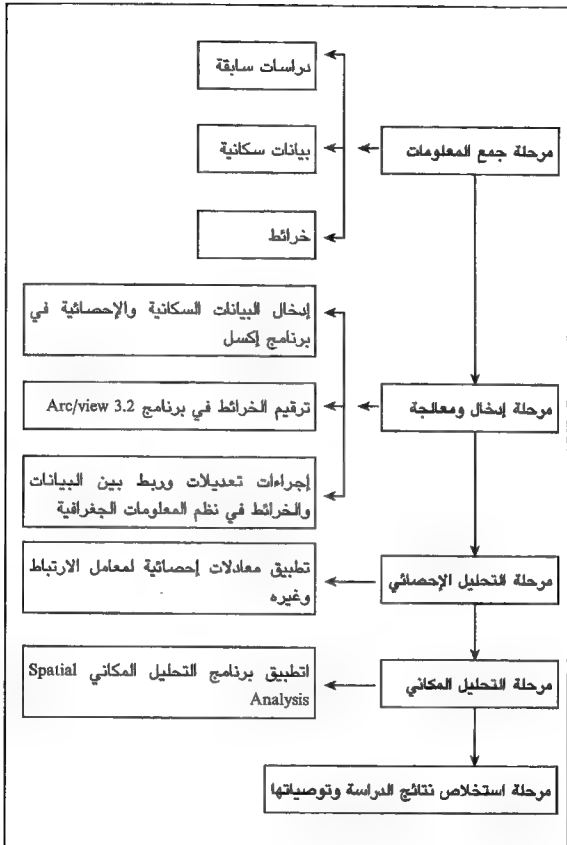 دراسات سابقة
بيانات سكانية
مرحلة جمع المعلومات
خرائط
إدخال البيانات السكانية والإحصائية في
برنامج إكسل
مرحلة إدخال ومعالجة
ترقيم الخرائط في برنامج Arc/view 3.2
إجراءات تعديلات وربط بين البيانات
والخرائط في نظم المعلومات الجغرافية
مرحلة التحليل الإحصائي
تطبيق معادلات إحصائية لمعامل الارتباط
وغيره
مرحلة التحليل المكاني
اتطبيق برنامج التحليل المكاني Spatial
Analysis
مرحلة استخلاص نتائج الدراسة وتوصياتها